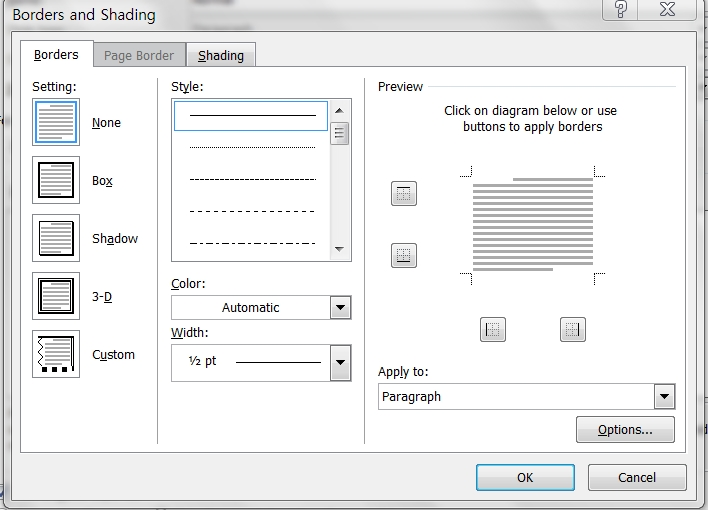 Borders and Shading
Borders
Page Border
Shading
Setting:
None
Box
Shadow
3-D
Custom
Style:
Color:
Automatic
Width:
½ pt
Preview
Click on diagram below or use
buttons to apply borders
Apply to:
Paragraph
Options...
OK
Cancel